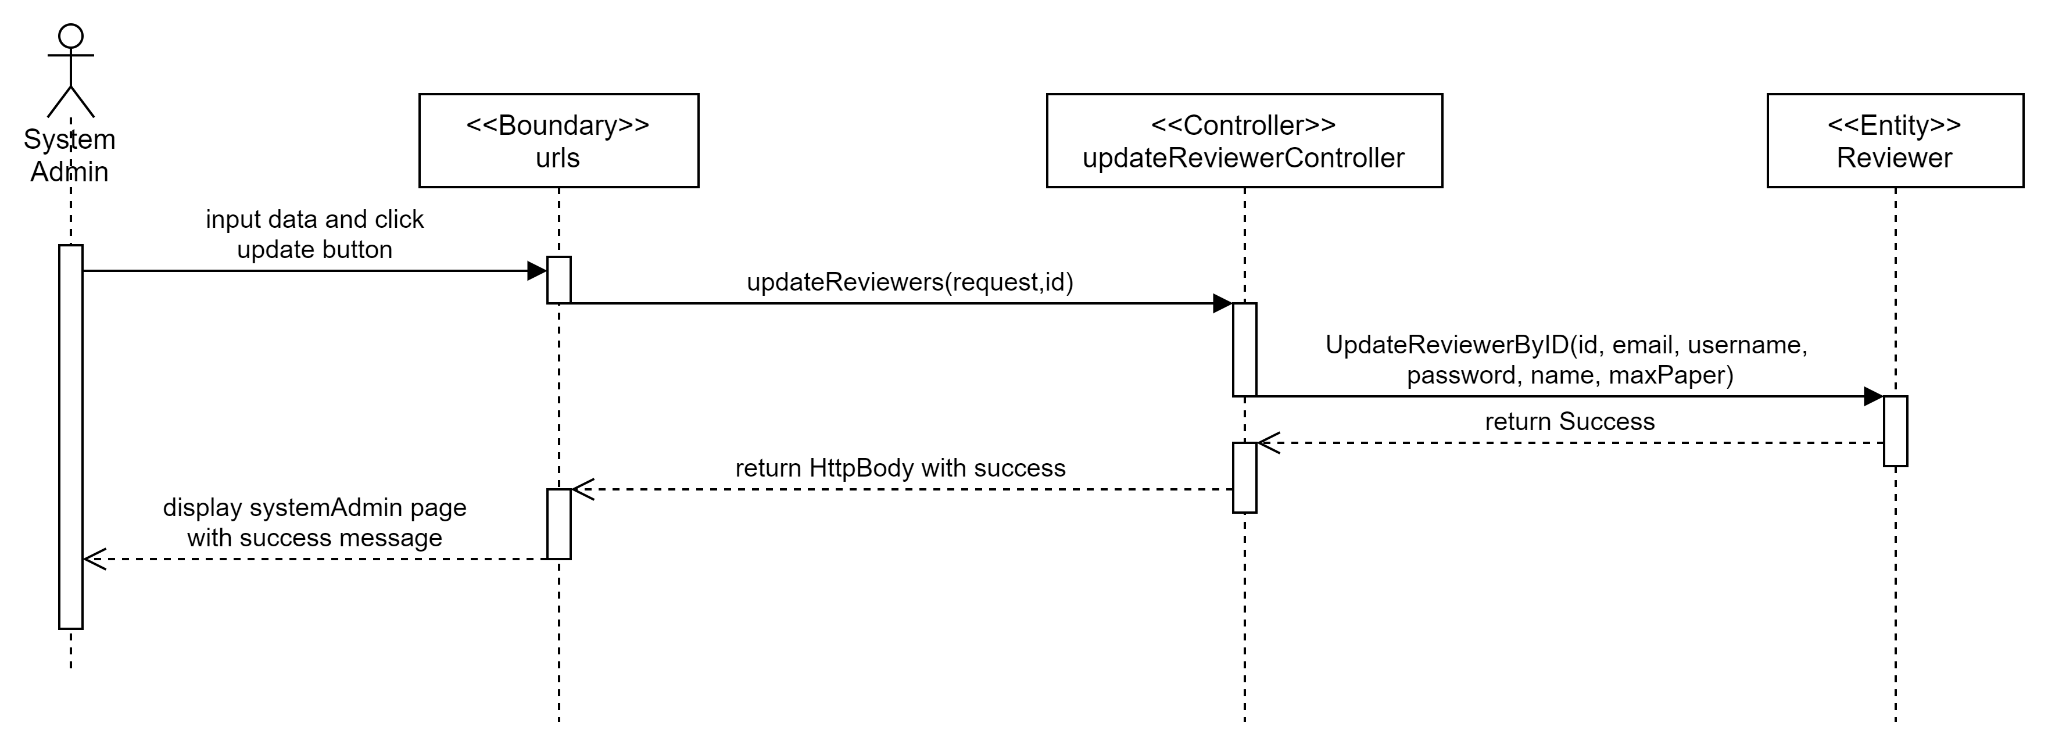 System
Admin
<<Boundary>>
urls
<<Controller>>
updateReviewerController
<<Entity>>
Reviewer
input data and click
update button
updateReviewers(request,id)
UpdateReviewerByID(id, email, username,
password, name, maxPaper)
return Success
return HttpBody with success
display systemAdmin page
with success message